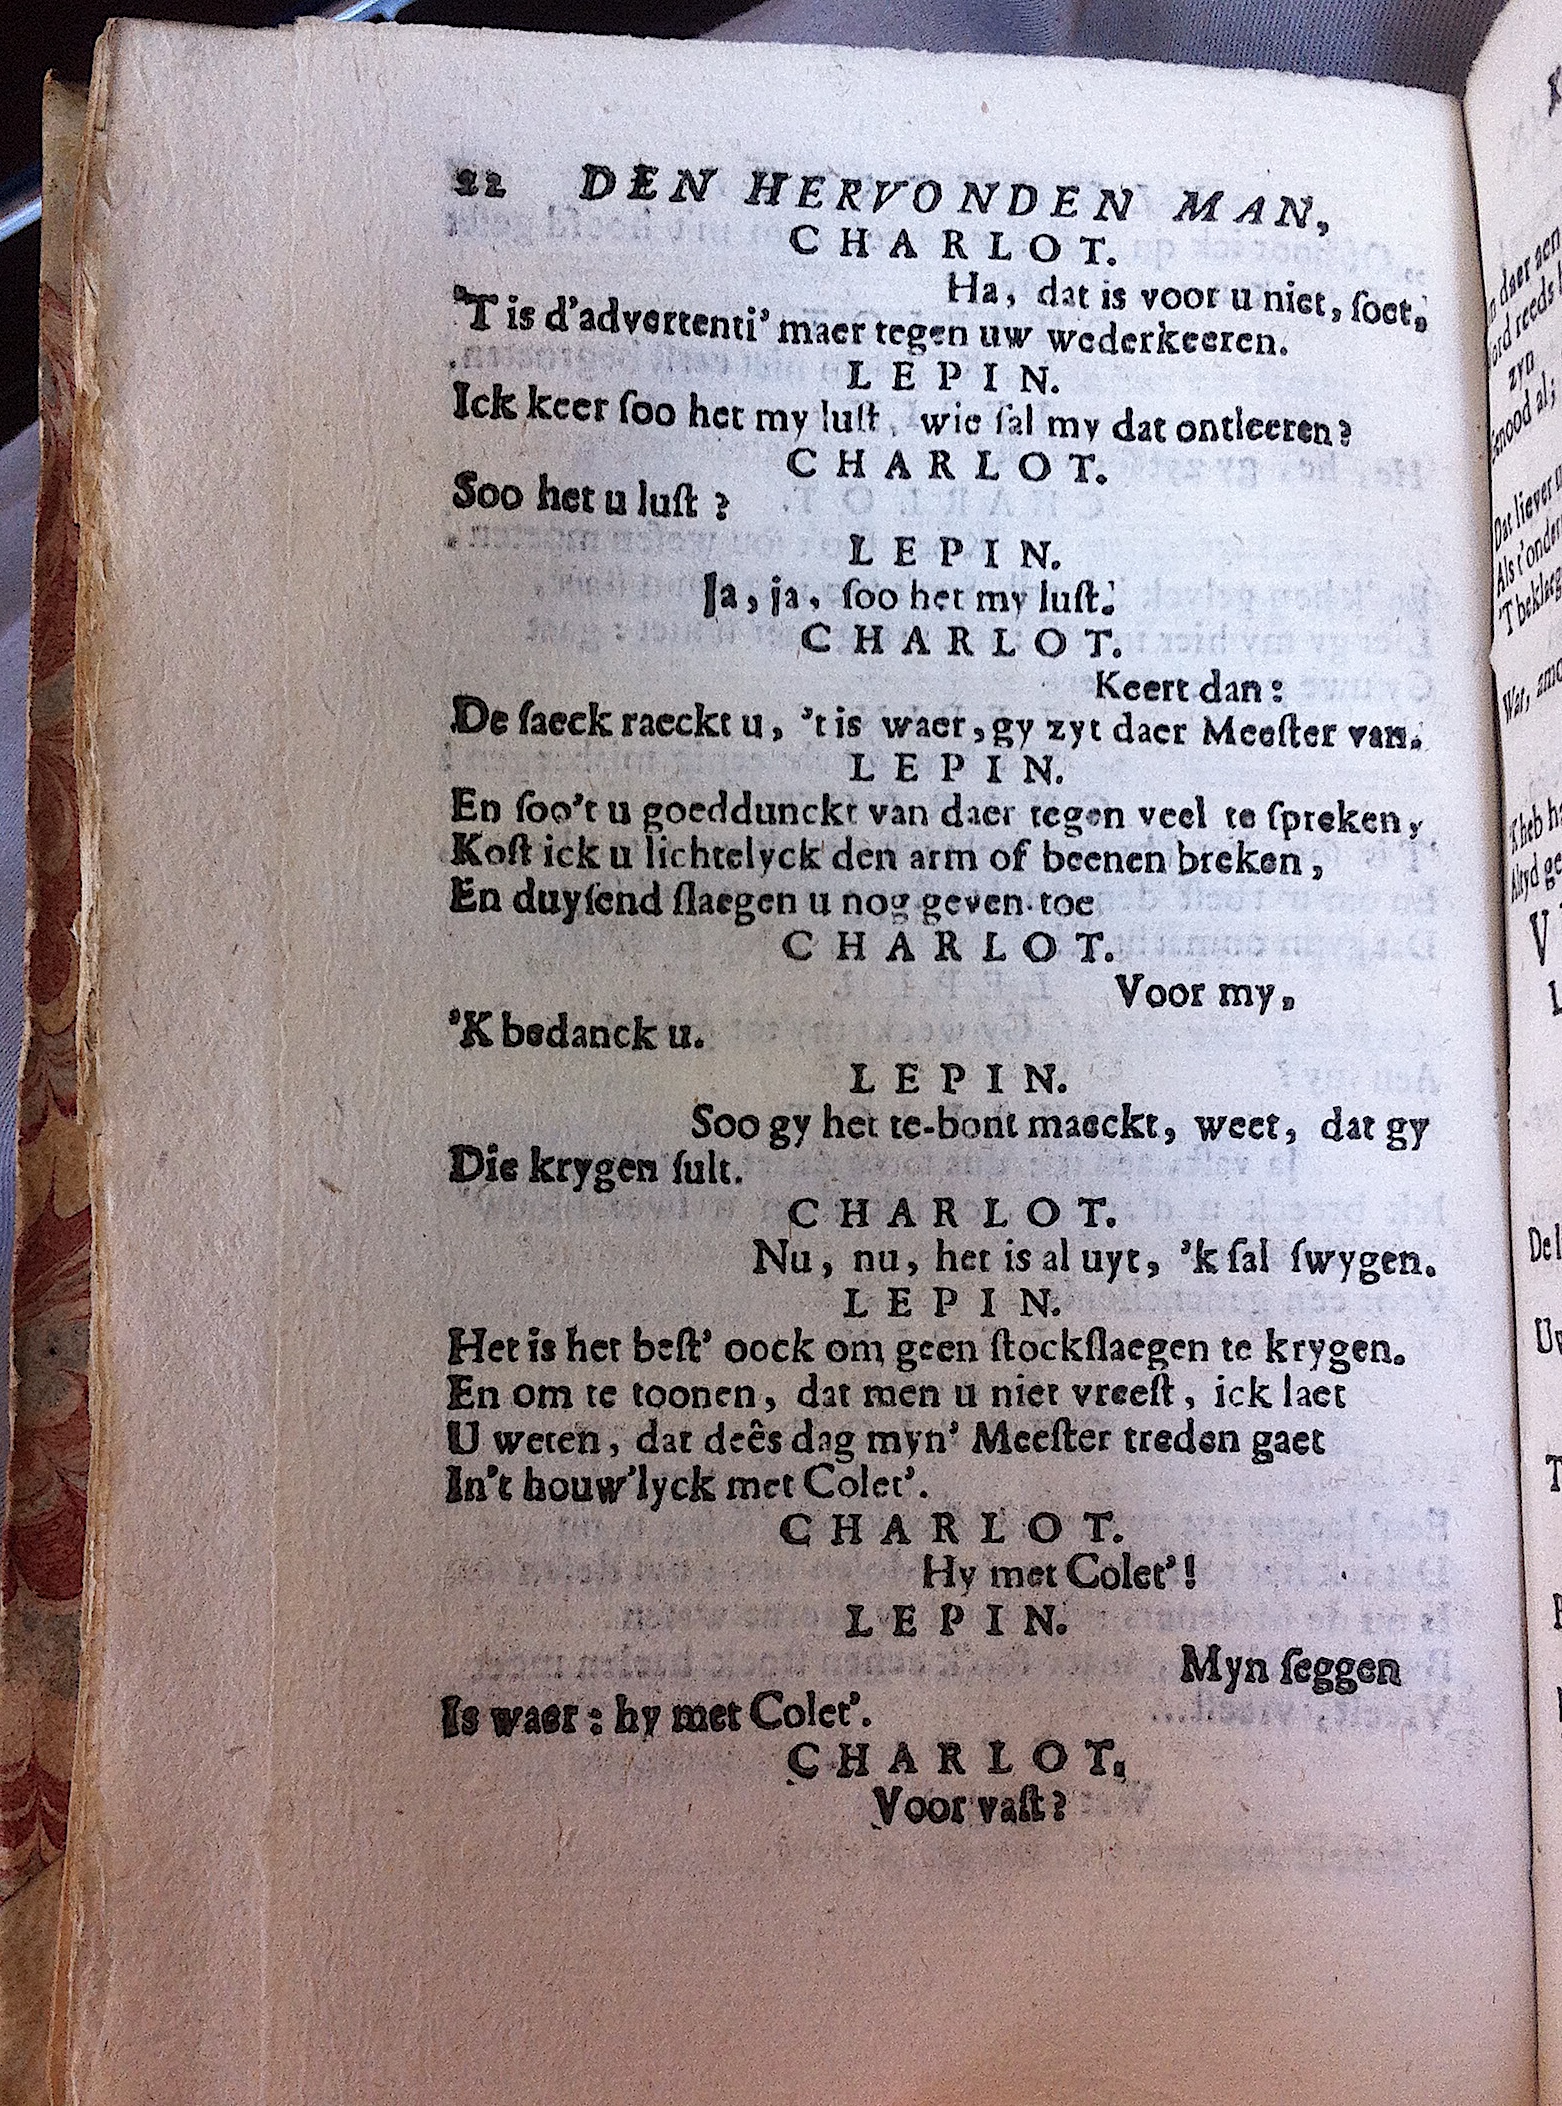 22 DEN HERVONDEN MAN,
CHARLOT.
Ha, dat is voor u niet, ſoet,
'T is d'advertenti' maer tegen uw wederkeeren.
LEPIN.
Ick keer ſoo het my luſt, wie ſal my dat ontleeren?
CHARLOT.
Soo het u luſt?
LEPIN.
Ja, ja, ſoo het my luſt.
CHARLOT.
Keert dan:
De ſaeck raeckt u, 't is waer, gy zyt daer Meeſter van.
LEPIN.
En ſoo't u goeddunckt van daer tegen veel te ſpreken,
Koſt ick u lichtelyck den arm of beenen breken,
En duyſend ſlaegen u nog geven toe
CHARLOT.
Voor my,
'K bedanck u.
LEPIN.
Soo gy het te-bont maeckt, weet, dat gy
Die krygen ſult.
CHARLOT.
Nu, nu, het is al uyt, 'k ſal ſwygen.
LEPIN.
Het is het beſt' oock om geen ſtockſlaegen te krygen.
En om te toonen, dat men u niet vreeſt, ick laet
U weten, dat deês dag myn' Meeſter treden gaet
In't houw'lyck met Colet'.
CHARLOT.
Hy met Colet'!
LEPIN.
Myn ſeggen
Is waer: hy met Colet'.
CHARLOT.
Voor vaſt?